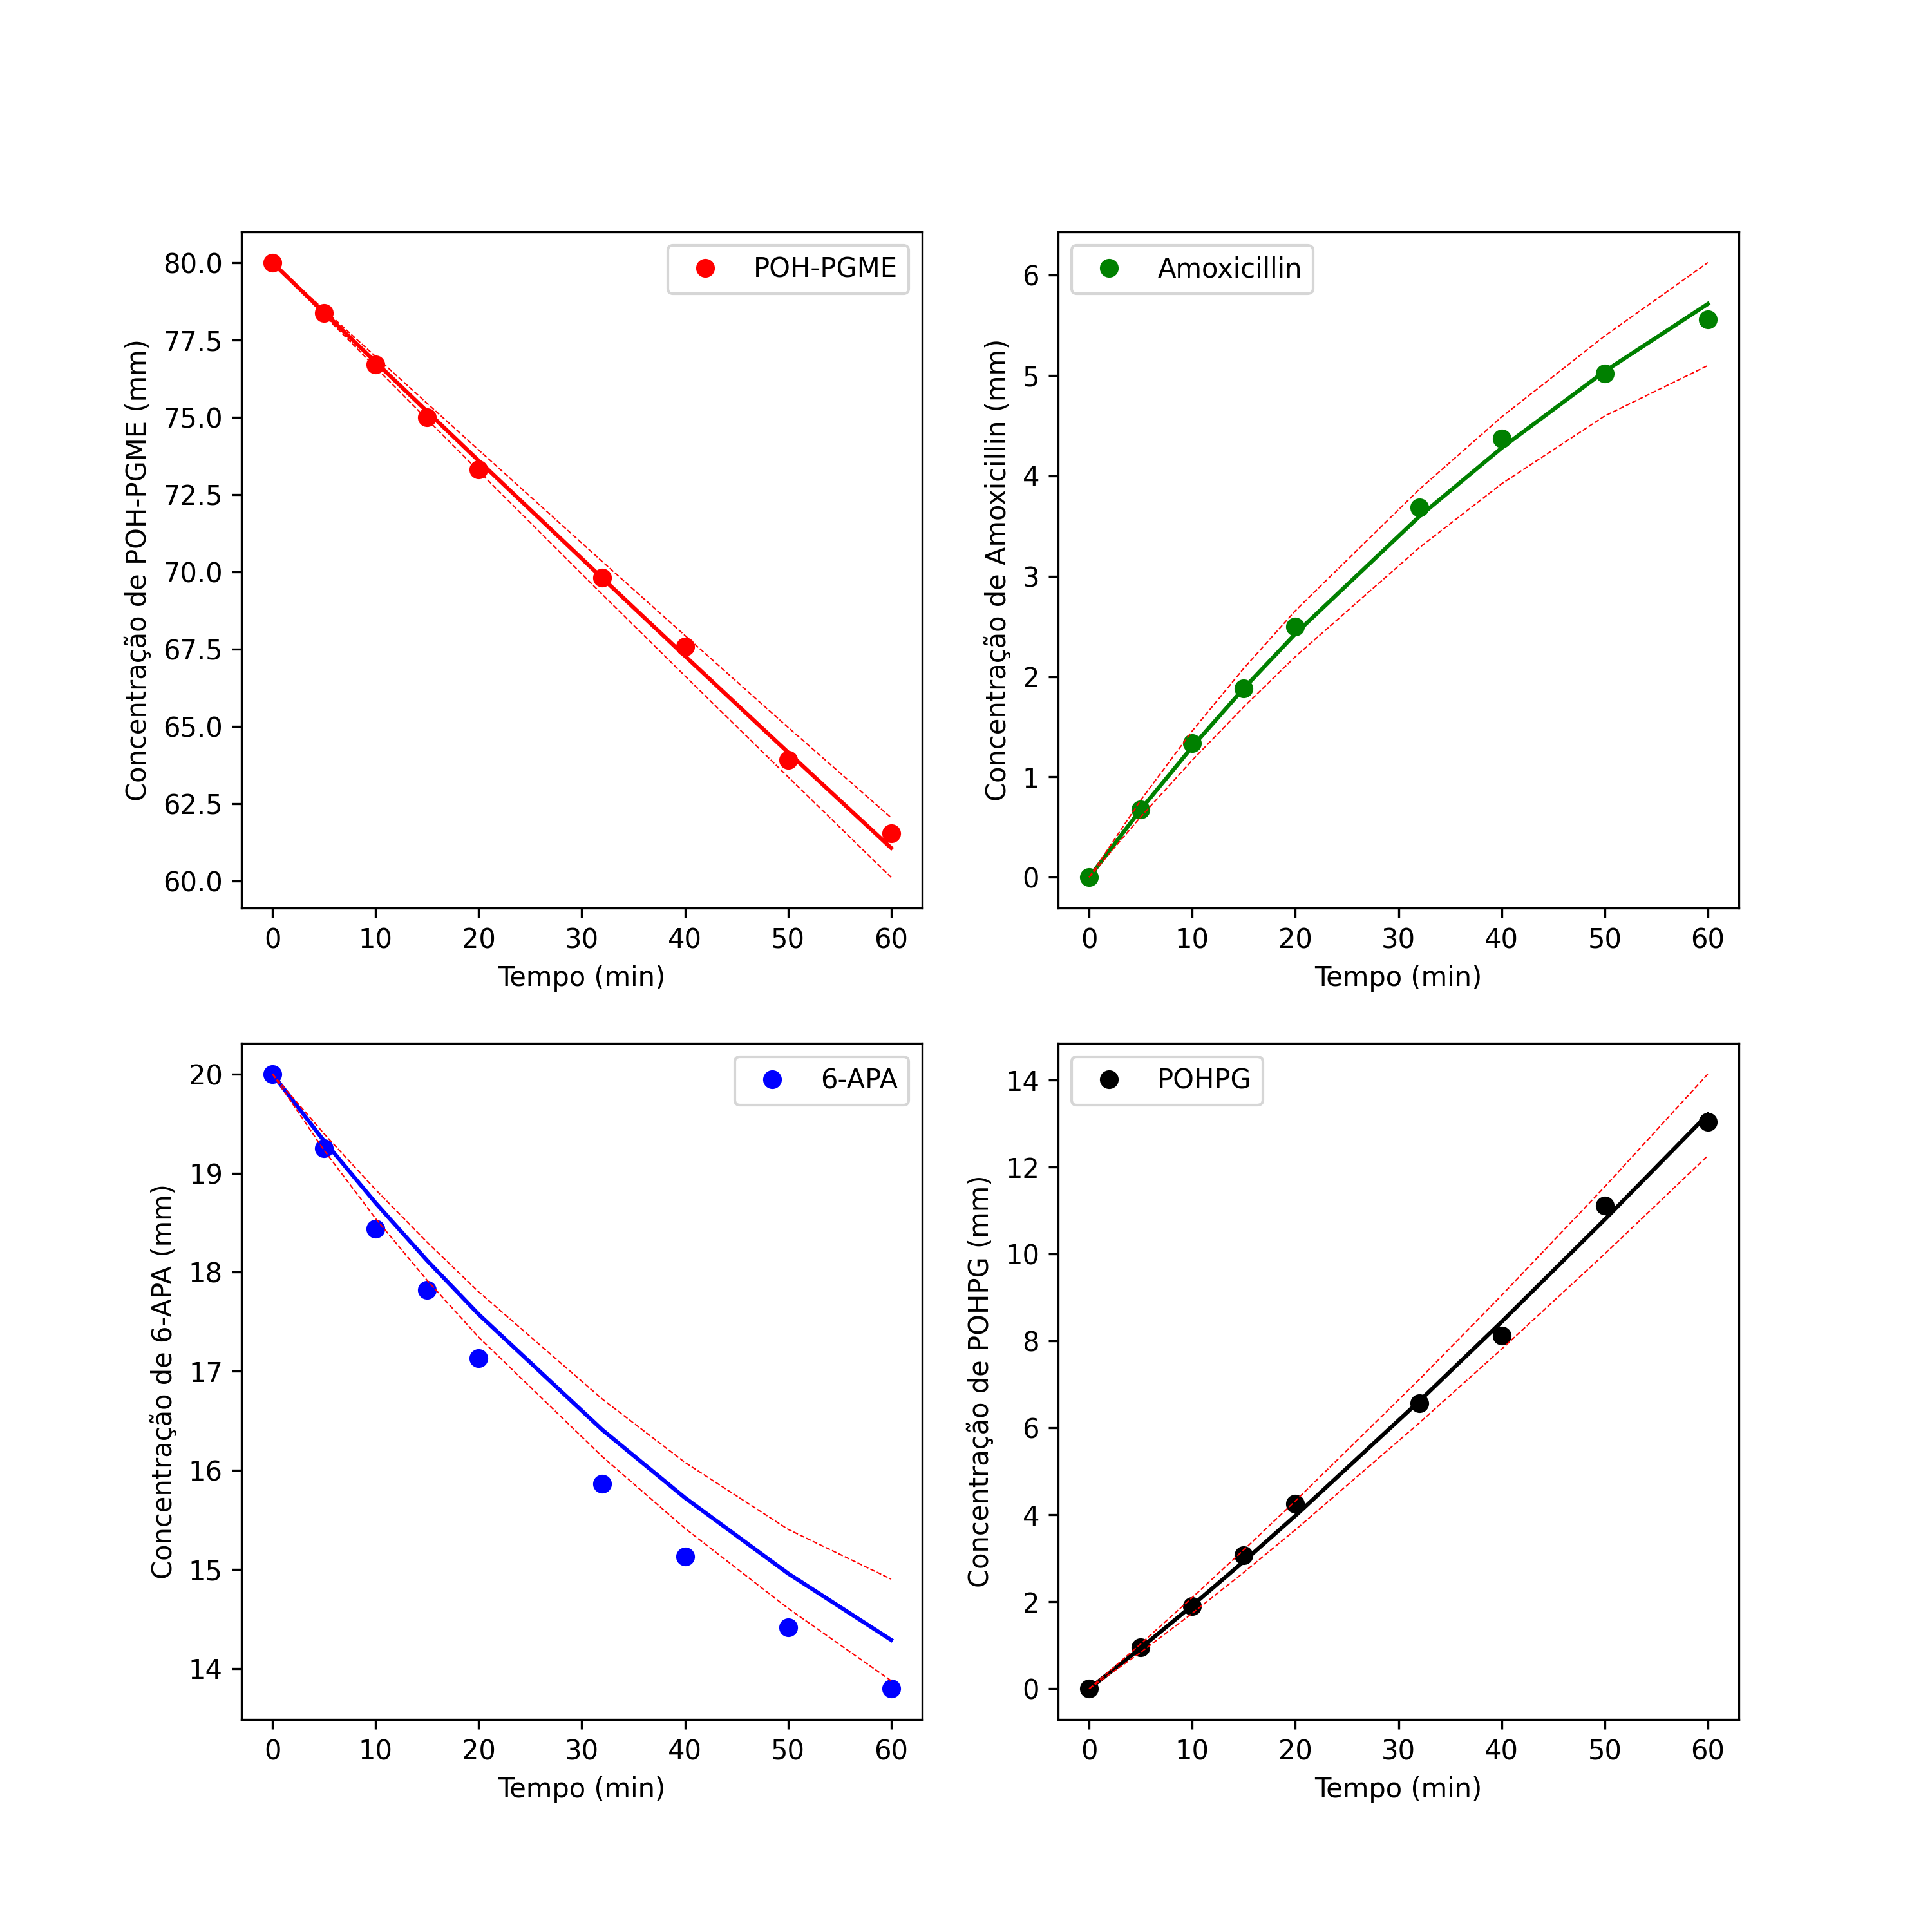 POH-PGME
Concentração de POH-PGME (mm)
80.0
77.5
75.0
72.5
70.0
67.5
65.0
62.5
60.0
0 10 20 30 40 50 60
Tempo (min)
Amoxicillin
Concentração de Amoxicillin (mm)
6
5
4
3
2
1
0
0 10 20 30 40 50 60
Tempo (min)
6-APA
Concentração de 6-APA (mm)
20
19
18
17
16
15
14
0 10 20 30 40 50 60
Tempo (min)
POHPG
Concentração de POHPG (mm)
14
12
10
8
6
4
2
0
0 10 20 30 40 50 60
Tempo (min)